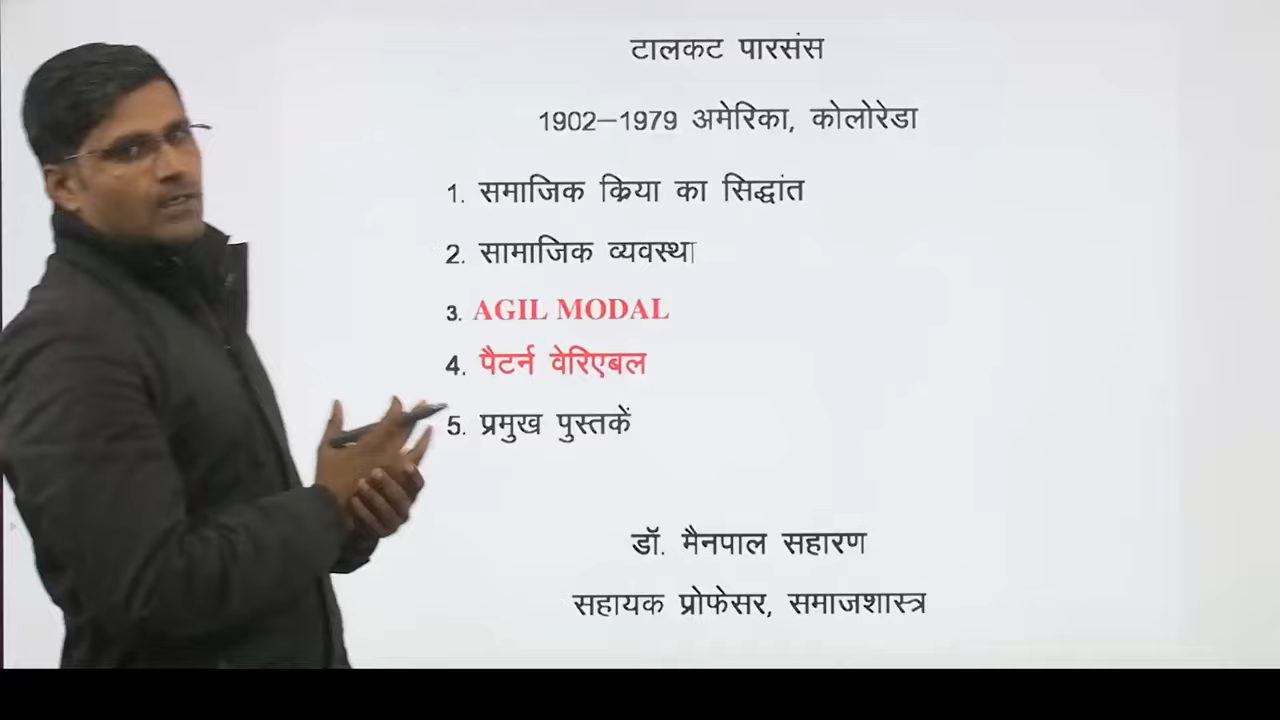 टालकट पारसंस
1902–1979 अमेरिका, कोलोरेडा
1. समाजिक क्रिया का सिद्धांत
2. सामाजिक व्यवस्था
3. AGIL MODAL
4. पैटर्न वेरिएबल
5. प्रमुख पुस्तकें
डॉ. मैनपाल सहारण
सहायक प्रोफेसर, समाजशास्त्र